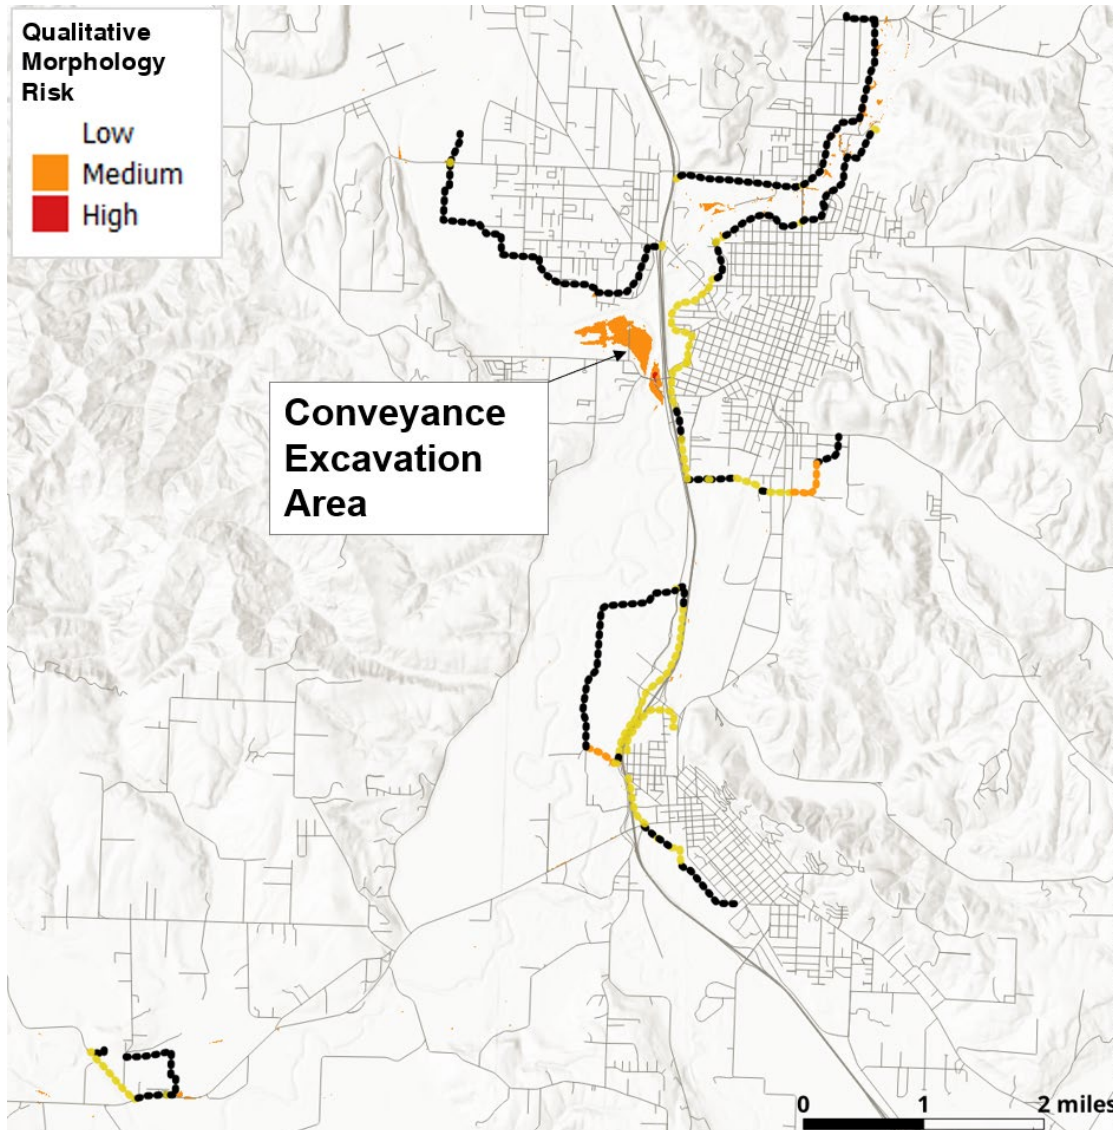 Qualitative
Morphology
Risk
Low
Medium
High
Conveyance
Excavation
Area
0 1 2 miles